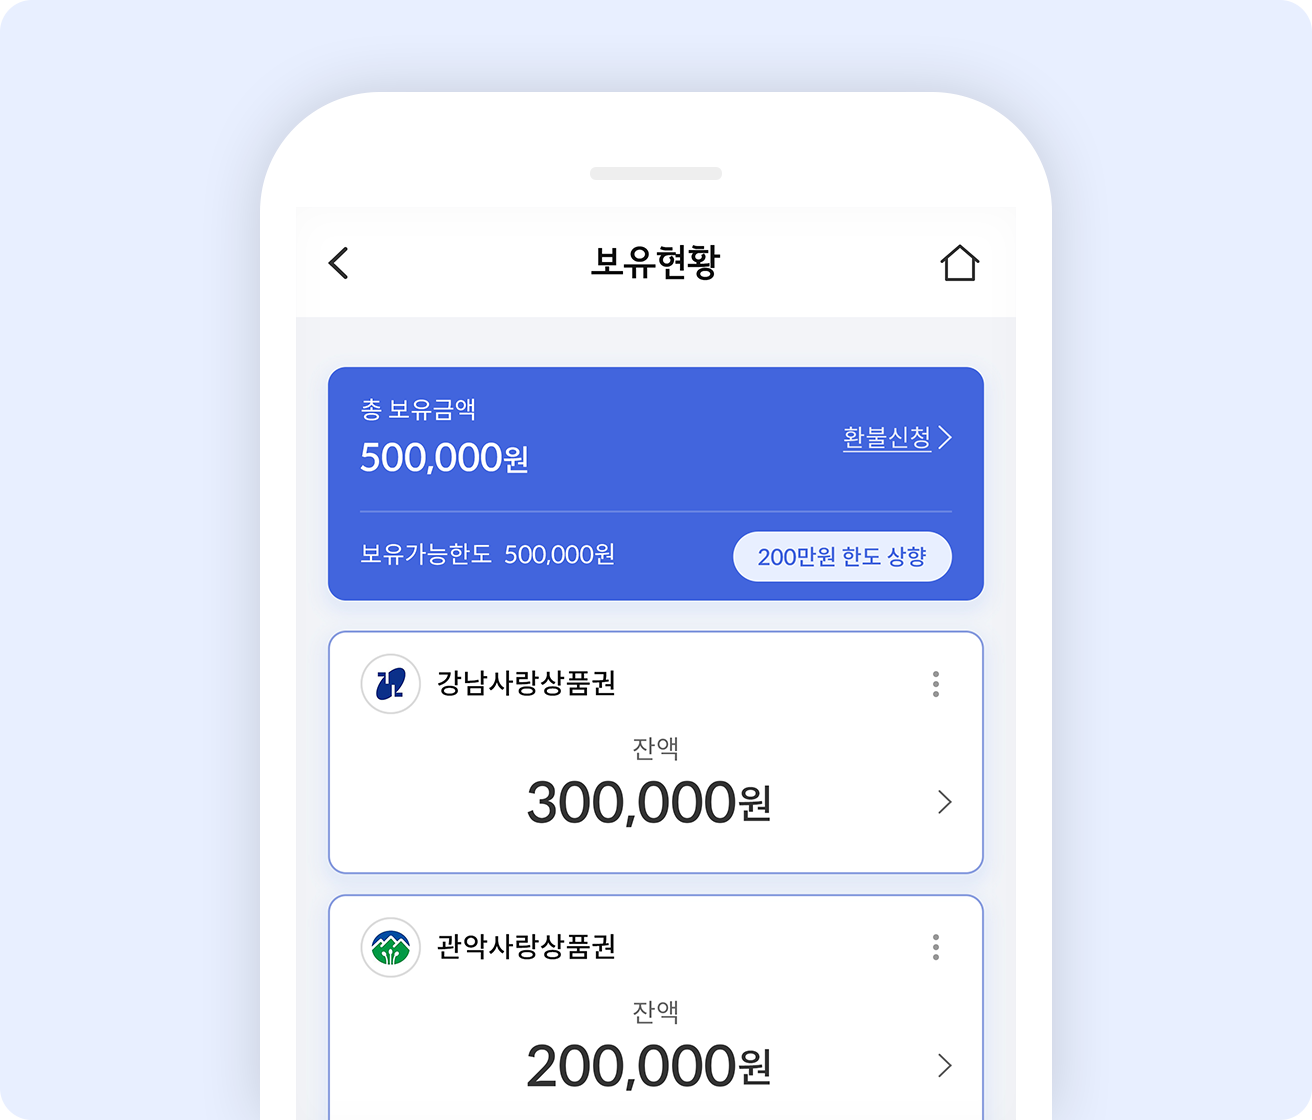 보유현황
총 보유금액
500,000원
환불신청
보유가능한도 500,000원
200만원 한도 상향
강남사랑상품권
잔액
300,000원
관악사랑상품권
잔액
200,000원